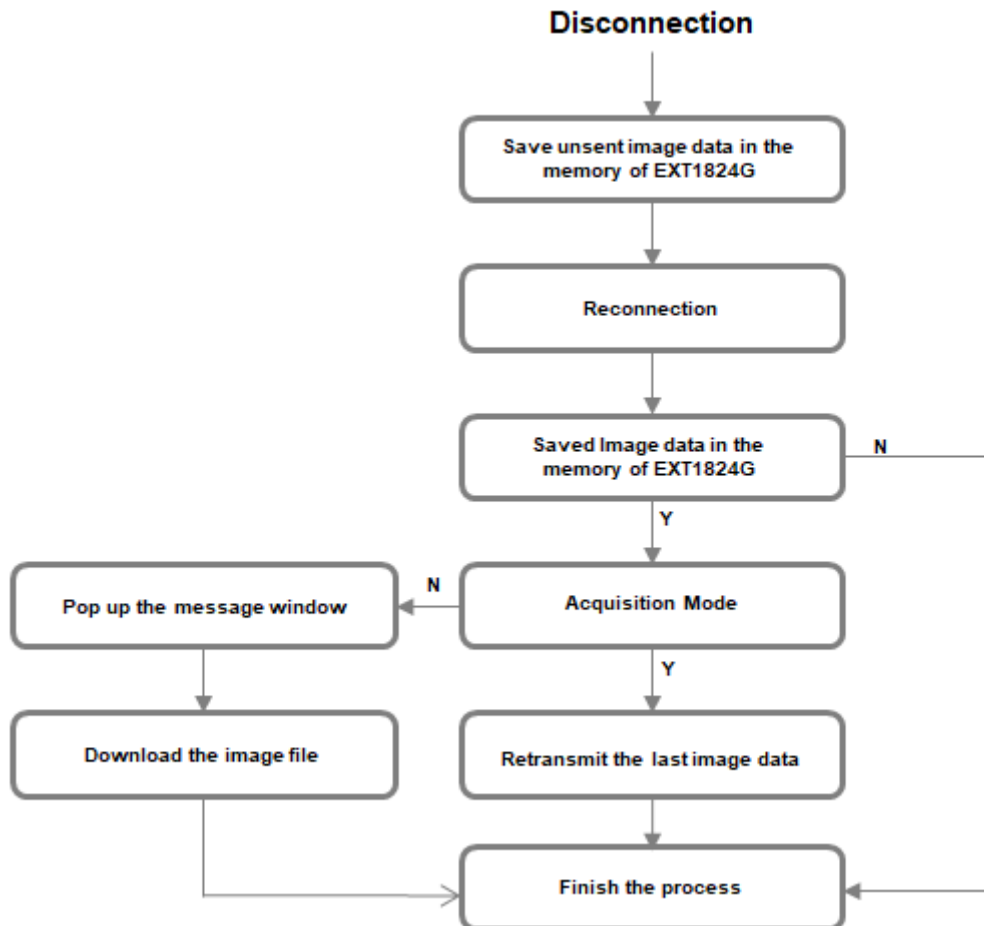 Disconnection
Save unsent image data in the
memory of EXT1824G
Reconnection
Saved Image data in the
memory of EXT1824G
N
Y
N
Pop up the message window
Acquisition Mode
Y
Download the image file
Retransmit the last image data
Finish the process